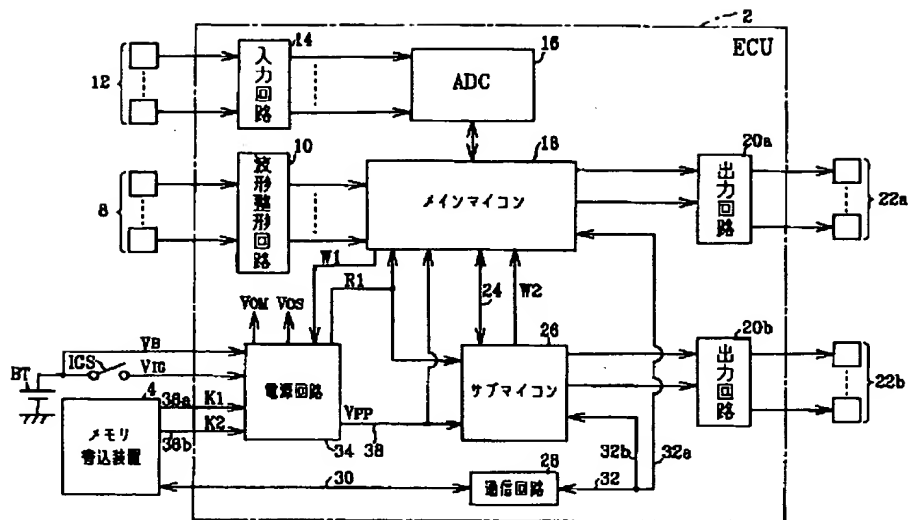 2
ECU
14
入力回路
16
ADC
12
18
メインマイコン
20a
出力回路
22a
10
波形整形回路
8
W1
R1
24
W2
VOM
VOS
26
サブマイコン
20b
出力回路
22b
VB
BT
ICS
VIG
電源回路
34
VPP
38
4
36a
K1
36b
K2
メモリ書込装置
30
28
通信回路
32
32b
32a